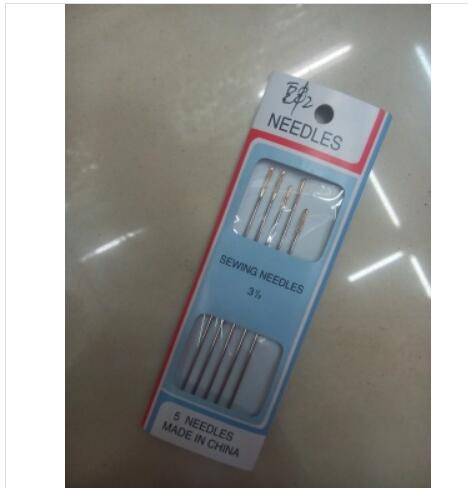 NEEDLES
SEWING NEEDLES
3½
5 NEEDLES
MADE IN CHINA